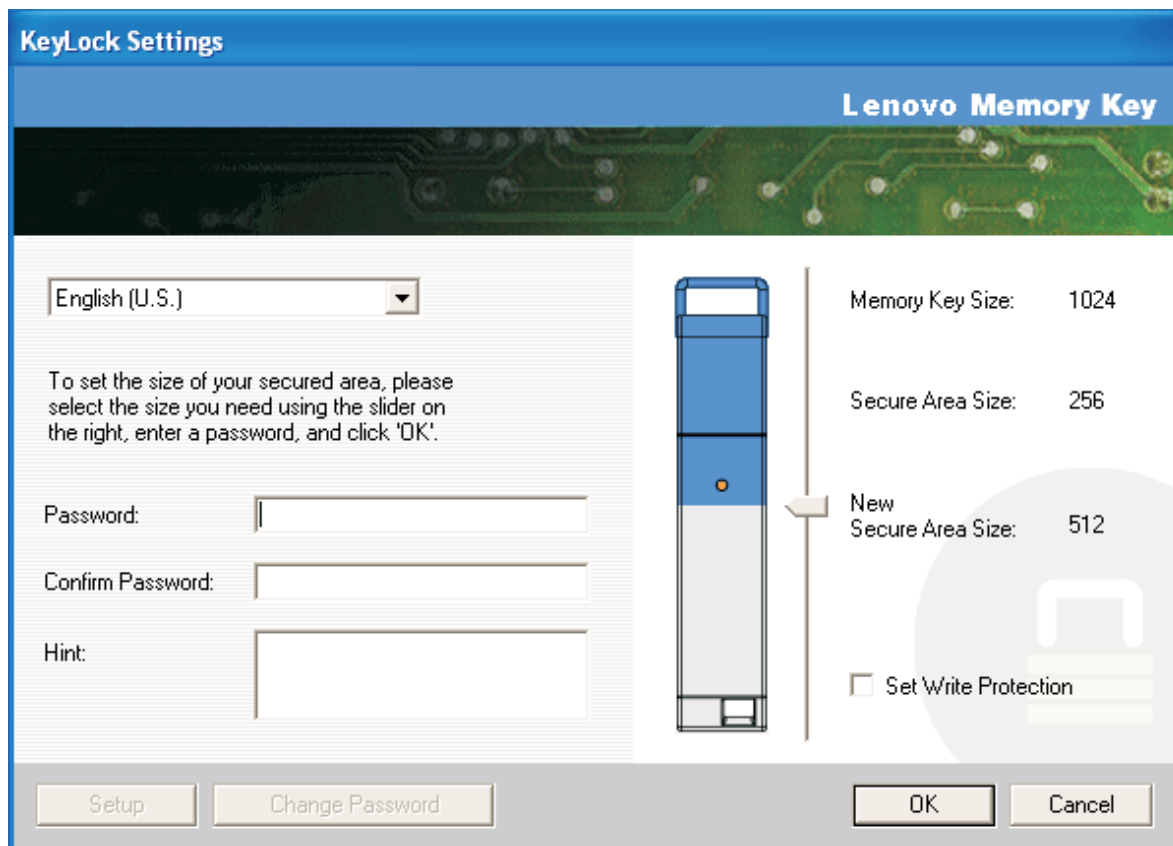 KeyLock Settings
Lenovo Memory Key
English (U.S.)
To set the size of your secured area, please
select the size you need using the slider on
the right, enter a password, and click 'OK'.
Password:
Confirm Password:
Hint:
Memory Key Size: 1024
Secure Area Size: 256
New
Secure Area Size: 512
Set Write Protection
Setup
Change Password
OK
Cancel